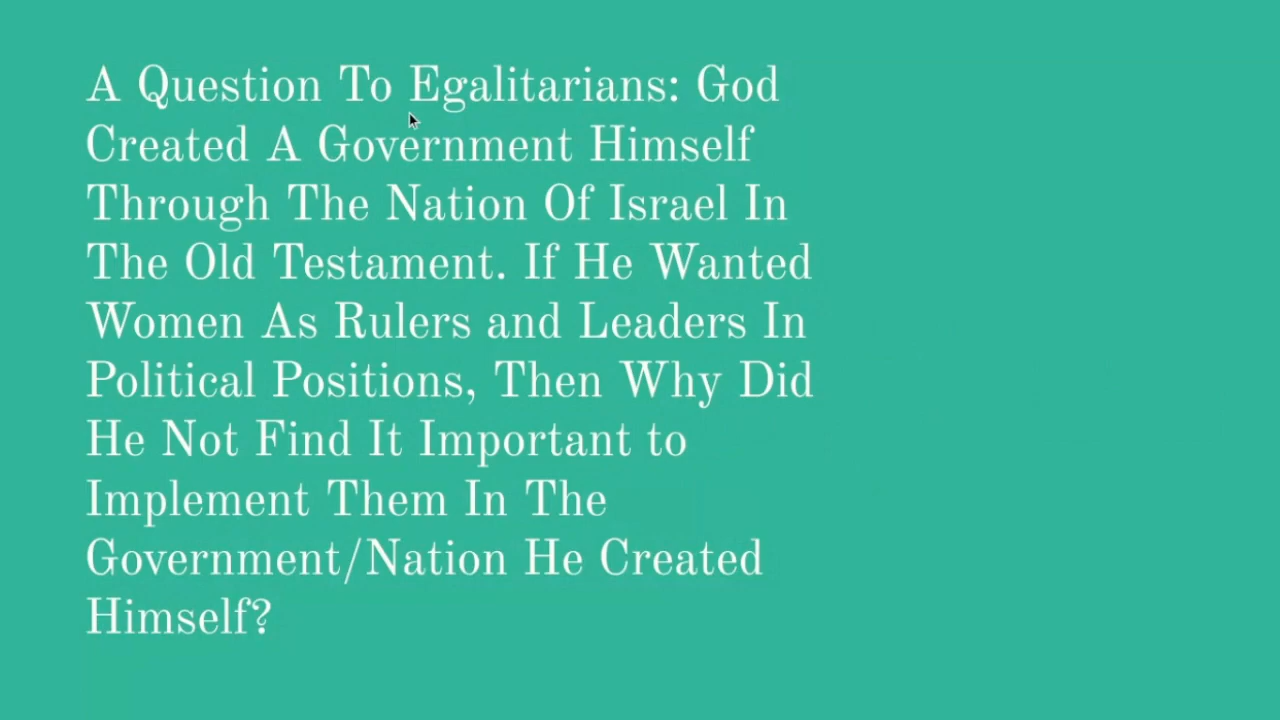 A Question To Egalitarians: God
Created A Government Himself
Through The Nation Of Israel In
The Old Testament. If He Wanted
Women As Rulers and Leaders In
Political Positions, Then Why Did
He Not Find It Important to
Implement Them In The
Government/Nation He Created
Himself?